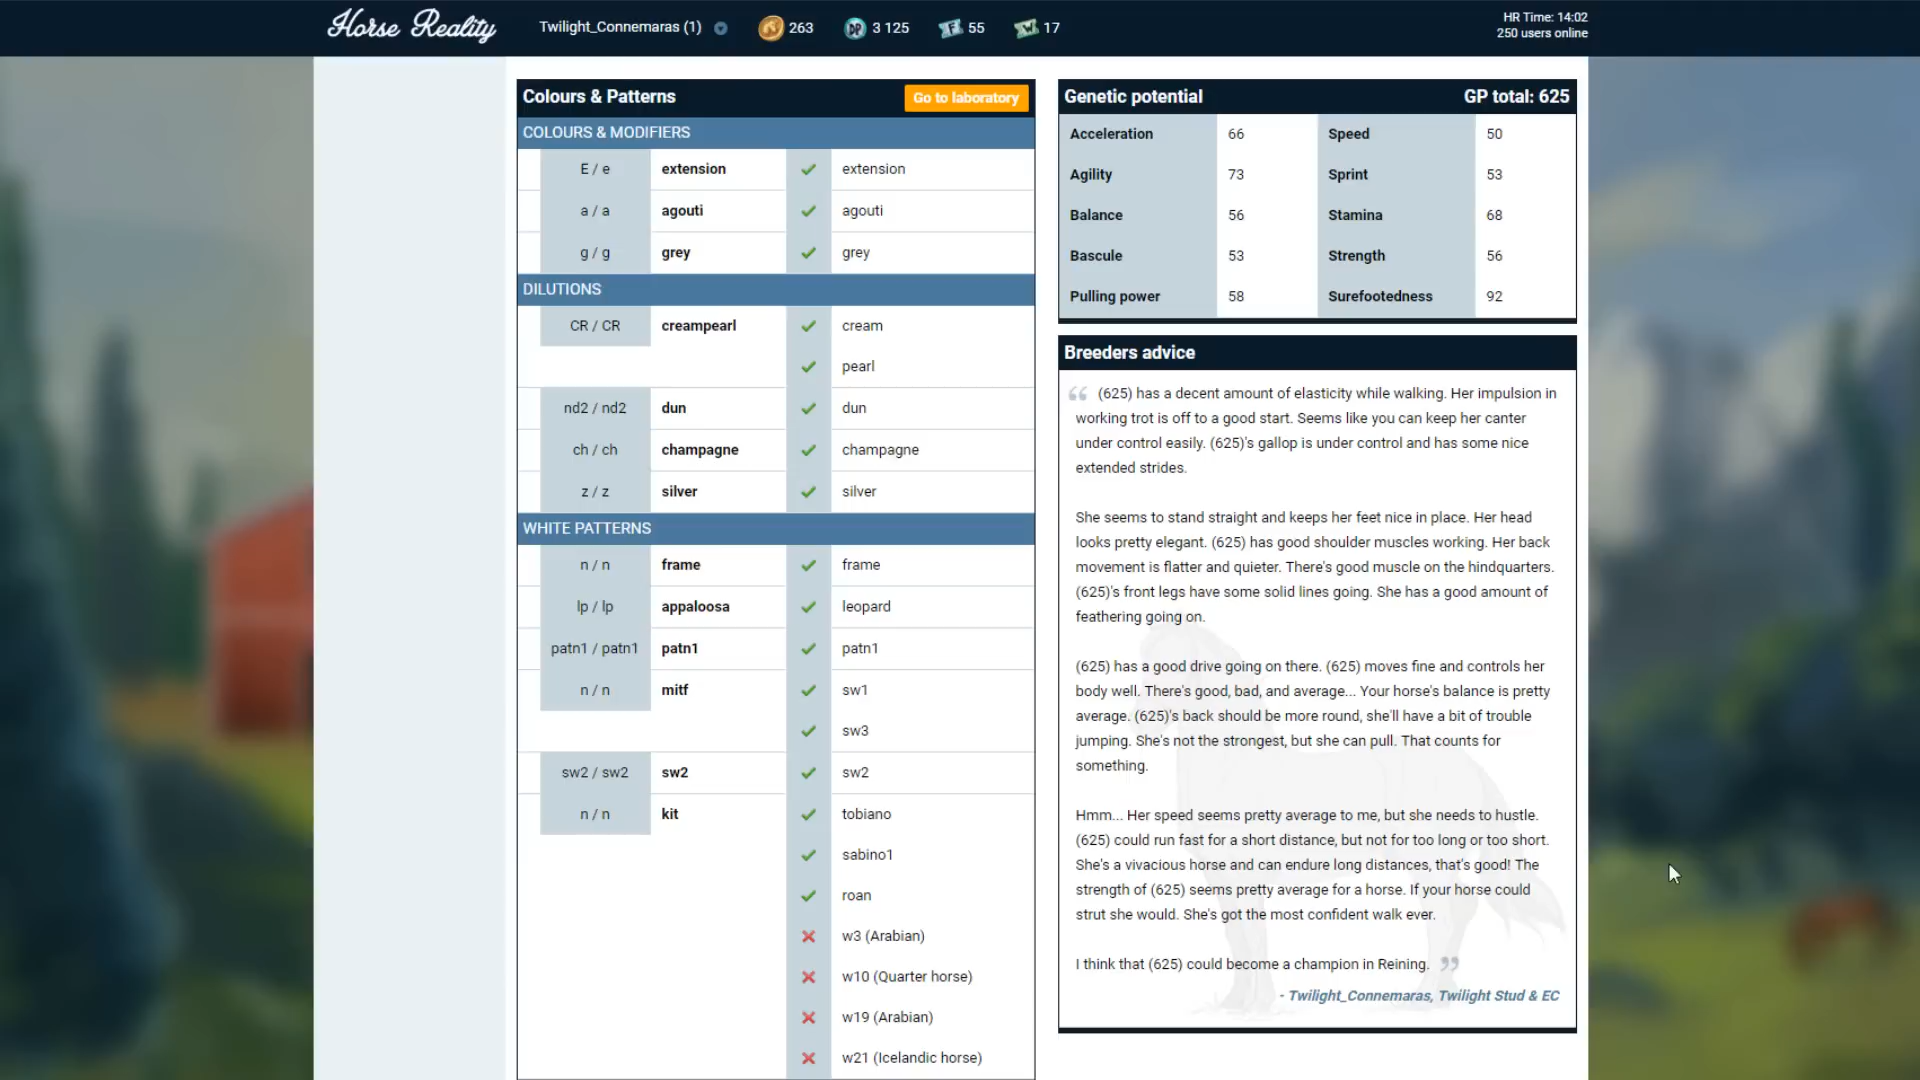 Horse Reality
Twilight_Connemaras (1) 263 3 125 55 17
HR Time: 14:02
250 users online
Colours & Patterns Go to laboratory
COLOURS & MODIFIERS
E / e extension extension
a / a agouti agouti
g / g grey grey
DILUTIONS
CR / CR creampearl cream
pearl
nd2 / nd2 dun dun
ch / ch champagne champagne
z / z silver silver
WHITE PATTERNS
n / n frame frame
lp / lp appaloosa leopard
patn1 / patn1 patn1 patn1
n / n mitf sw1
sw3
sw2 / sw2 sw2 sw2
n / n kit tobiano
sabino1
roan
w3 (Arabian)
w10 (Quarter horse)
w19 (Arabian)
w21 (Icelandic horse)
Genetic potential GP total: 625
Acceleration 66 Speed 50
Agility 73 Sprint 53
Balance 56 Stamina 68
Bascule 53 Strength 56
Pulling power 58 Surefootedness 92
Breeders advice
“ (625) has a decent amount of elasticity while walking. Her impulsion in
working trot is off to a good start. Seems like you can keep her canter
under control easily. (625)'s gallop is under control and has some nice
extended strides.
She seems to stand straight and keeps her feet nice in place. Her head
looks pretty elegant. (625) has good shoulder muscles working. Her back
movement is flatter and quieter. There's good muscle on the hindquarters.
(625)'s front legs have some solid lines going. She has a good amount of
feathering going on.
(625) has a good drive going on there. (625) moves fine and controls her
body well. There's good, bad, and average... Your horse's balance is pretty
average. (625)'s back should be more round, she'll have a bit of trouble
jumping. She's not the strongest, but she can pull. That counts for
something.
Hmm... Her speed seems pretty average to me, but she needs to hustle.
(625) could run fast for a short distance, but not for too long or too short.
She's a vivacious horse and can endure long distances, that's good! The
strength of (625) seems pretty average for a horse. If your horse could
strut she would. She's got the most confident walk ever.
I think that (625) could become a champion in Reining. ”
- Twilight_Connemaras, Twilight Stud & EC